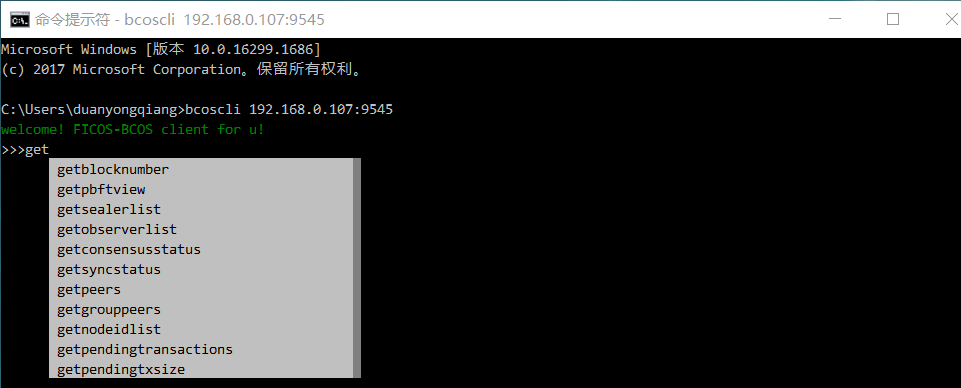 命令提示符 - bcoscli 192.168.0.107:9545
Microsoft Windows [版本 10.0.16299.1686]
(c) 2017 Microsoft Corporation。保留所有权利。
C:\Users\duanyongqiang>bcoscli 192.168.0.107:9545
welcome! FICOS-BCOS client for u!
>>>get
getblocknumber
getpbftview
getsealerlist
getobserverlist
getconsensusstatus
getsyncstatus
getpeers
getgrouppeers
getnodeidlist
getpendingtransactions
getpendingtxsize